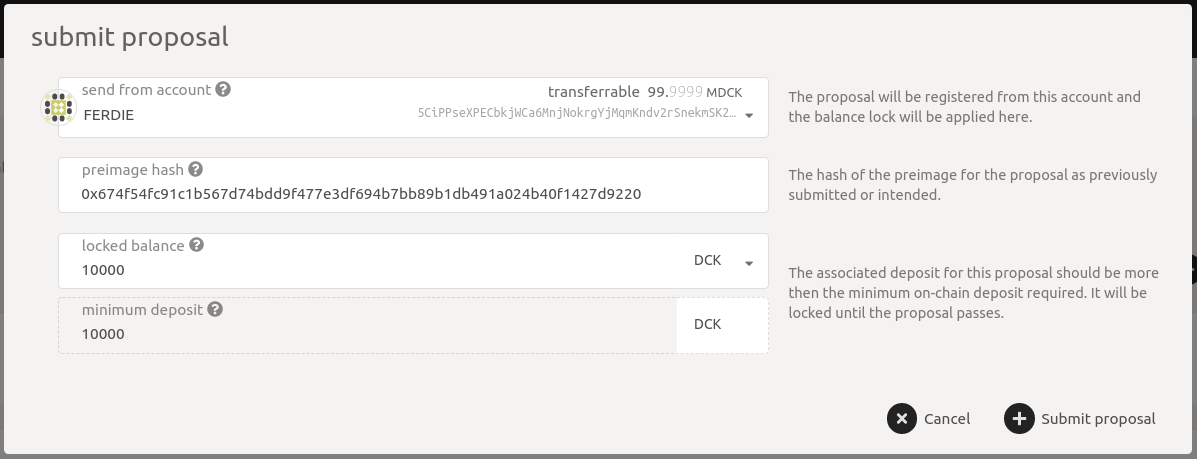 submit proposal
send from account ?
transferrable 99.9999 MDCK
FERDIE
5CiPPseXPECbkjWCa6MnjNokrgYjMqmKndv2rSnekmSK2…
The proposal will be registered from this account and
the balance lock will be applied here.
preimage hash ?
0x674f54fc91c1b567d74bdd9f477e3df694b7bb89b1db491a024b40f1427d9220
The hash of the preimage for the proposal as previously
submitted or intended.
locked balance ?
10000
DCK
minimum deposit ?
10000
DCK
The associated deposit for this proposal should be more
then the minimum on-chain deposit required. It will be
locked until the proposal passes.
Cancel
Submit proposal